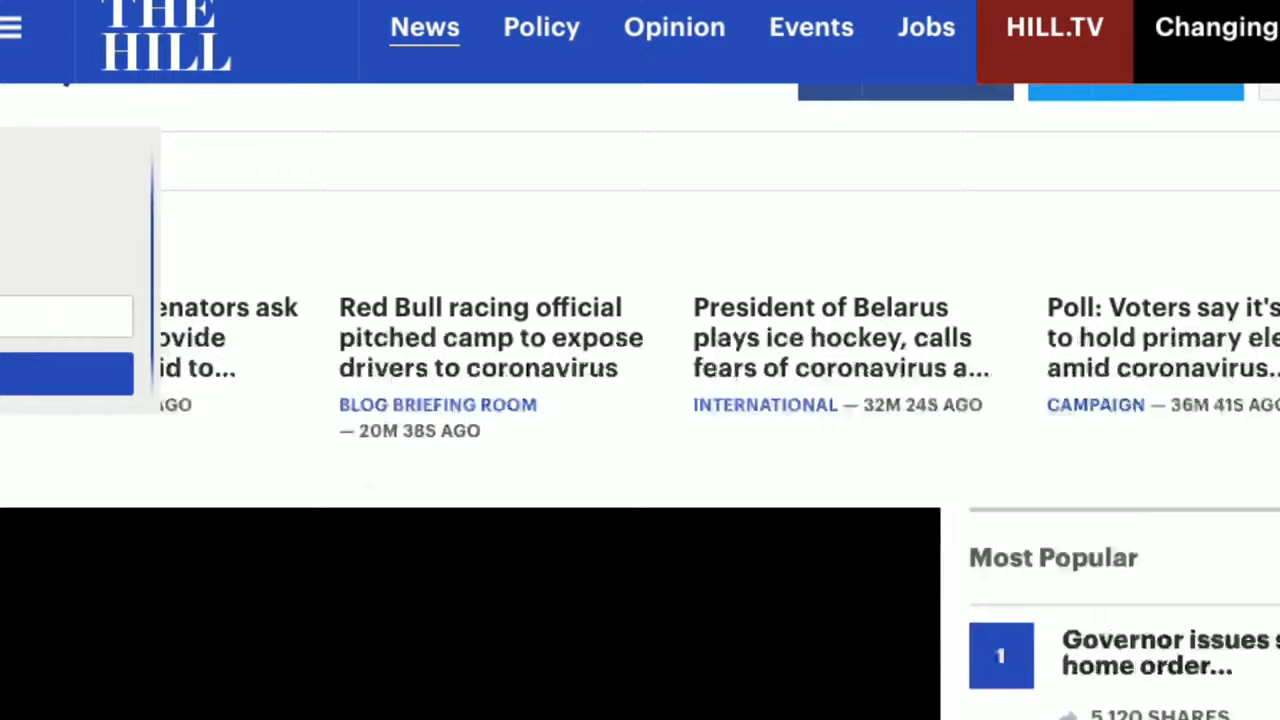 THE
HILL
News Policy Opinion Events Jobs HILL.TV Changing
enators ask
ovide
id to...
AGO
Red Bull racing official
pitched camp to expose
drivers to coronavirus
BLOG BRIEFING ROOM
— 20M 38S AGO
President of Belarus
plays ice hockey, calls
fears of coronavirus a...
INTERNATIONAL — 32M 24S AGO
Poll: Voters say it's
to hold primary ele
amid coronavirus..
CAMPAIGN — 36M 41S AGO
Most Popular
1
Governor issues s
home order...
5,120 SHARES